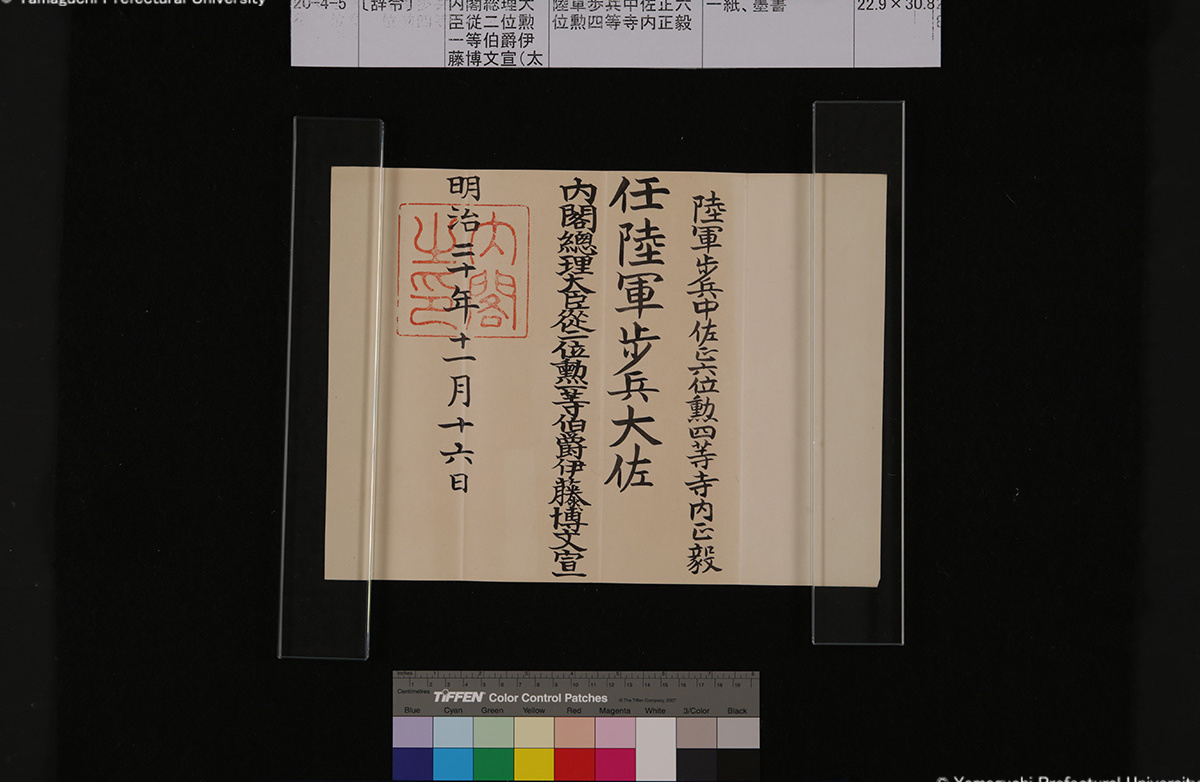 © Yamaguchi Prefectural University
20-4-5
〔辞令〕
内閣総理大
臣従二位勲
一等伯爵伊
藤博文宣(太
陸軍歩兵中佐正六
位勲四等寺内正毅
一紙、墨書
22.9×30.8
陸軍歩兵中佐正六位勲四等寺内正毅
任陸軍歩兵大佐
内閣總理大臣從二位勲一等伯爵伊藤博文宣
明治二十年十一月十六日
内閣
之印
inches
Centimetres
TIFFEN Color Control Patches
© The Tiffen Company, 2007
Blue Cyan Green Yellow Red Magenta White 3/Color Black
© Yamaguchi Prefectural University